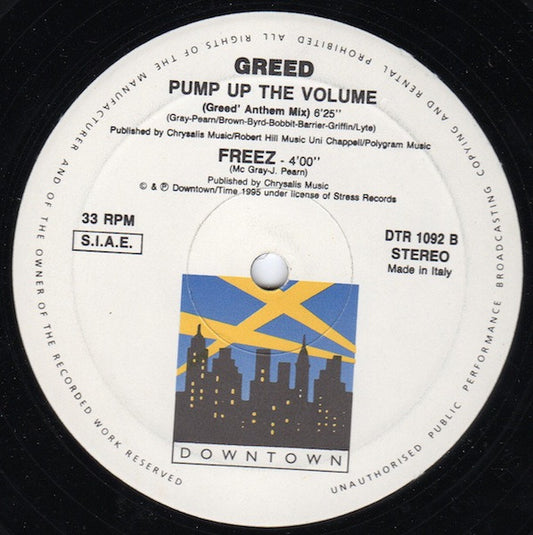 GREED
PUMP UP THE VOLUME
(Greed' Anthem Mix) 6'25''
(Gray-Pearn/Brown-Byrd-Bobbit-Barrier-Griffin/Lyte)
Published by Chrysalis Music/Robert Hill Music Uni Chappell/Polygram Music
FREEZ - 4'00''
(Mc Gray-J. Pearn)
Published by Chrysalis Music
© & ℗ Downtown/Time 1995 under license of Stress Records
33 RPM
S.I.A.E.
DTR 1092 B
STEREO
Made in Italy
DOWNTOWN
ALL RIGHTS OF THE MANUFACTURER AND OF THE OWNER OF THE RECORDED WORK RESERVED
UNAUTHORISED PUBLIC PERFORMANCE BROADCASTING COPYING AND RENTAL PROHIBITED